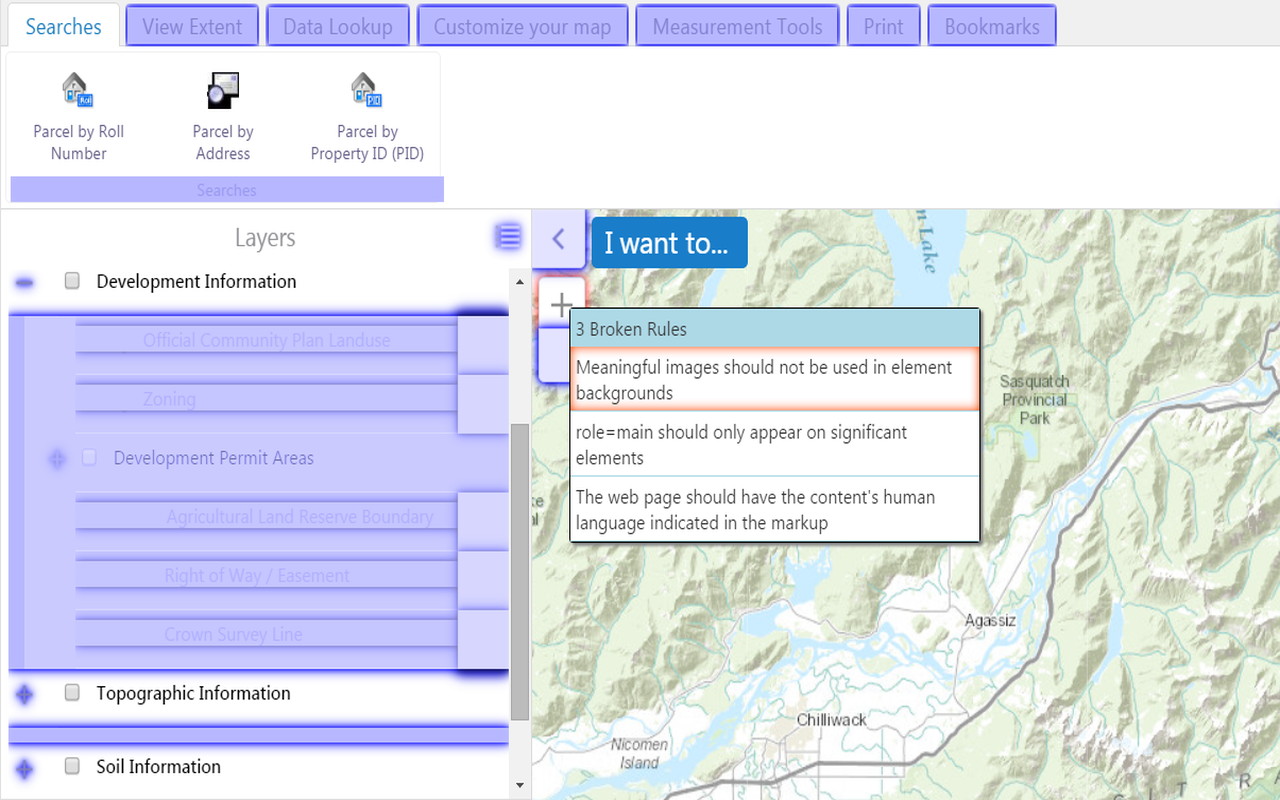 Searches
View Extent
Data Lookup
Customize your map
Measurement Tools
Print
Bookmarks
Roll
PID
Parcel by Roll
Number
Parcel by
Address
Parcel by
Property ID (PID)
Searches
Layers
Development Information
Official Community Plan Landuse
Zoning
Development Permit Areas
Agricultural Land Reserve Boundary
Right of Way / Easement
Crown Survey Line
Topographic Information
Soil Information
I want to...
3 Broken Rules
Meaningful images should not be used in element
backgrounds
role=main should only appear on significant
elements
The web page should have the content's human
language indicated in the markup
Lake
Sasquatch
Provincial
Park
Agassiz
Chilliwack
Nicomen
Island